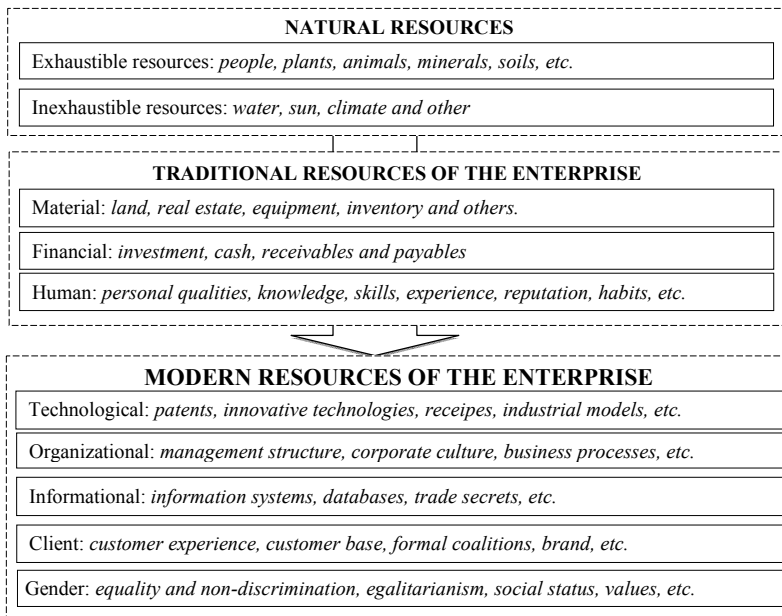 NATURAL RESOURCES
Exhaustible resources: people, plants, animals, minerals, soils, etc.
Inexhaustible resources: water, sun, climate and other
TRADITIONAL RESOURCES OF THE ENTERPRISE
Material: land, real estate, equipment, inventory and others.
Financial: investment, cash, receivables and payables
Human: personal qualities, knowledge, skills, experience, reputation, habits, etc.
MODERN RESOURCES OF THE ENTERPRISE
Technological: patents, innovative technologies, receipes, industrial models, etc.
Organizational: management structure, corporate culture, business processes, etc.
Informational: information systems, databases, trade secrets, etc.
Client: customer experience, customer base, formal coalitions, brand, etc.
Gender: equality and non-discrimination, egalitarianism, social status, values, etc.